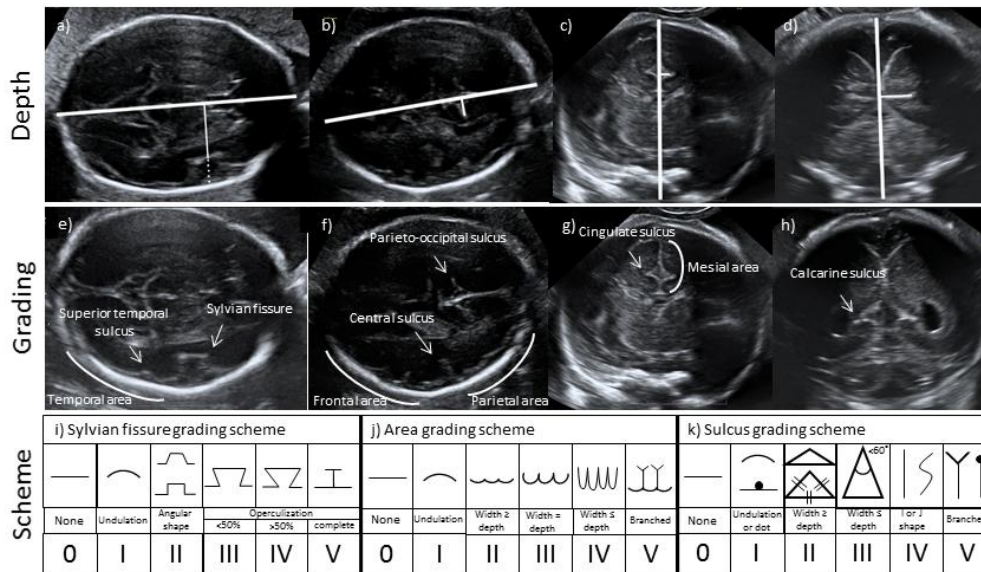 Depth
a)
b)
c)
d)
Grading
e)
Superior temporal
sulcus
Sylvian fissure
Temporal area
f)
Parieto-occipital sulcus
Central sulcus
Frontal area
Parietal area
g)
Cingulate sulcus
Mesial area
h)
Calcarine sulcus
Scheme
i) Sylvian fissure grading scheme
None
Undulation
Angular
shape
Operculization
<50%
>50%
complete
0 I II III IV V
j) Area grading scheme
None
Undulation
Width ≥
depth
Width =
depth
Width ≤
depth
Branched
0 I II III IV V
k) Sulcus grading scheme
<60°
None
Undulation
or dot
Width ≥
depth
Width ≤
depth
I or J
shape
Branche
0 I II III IV V